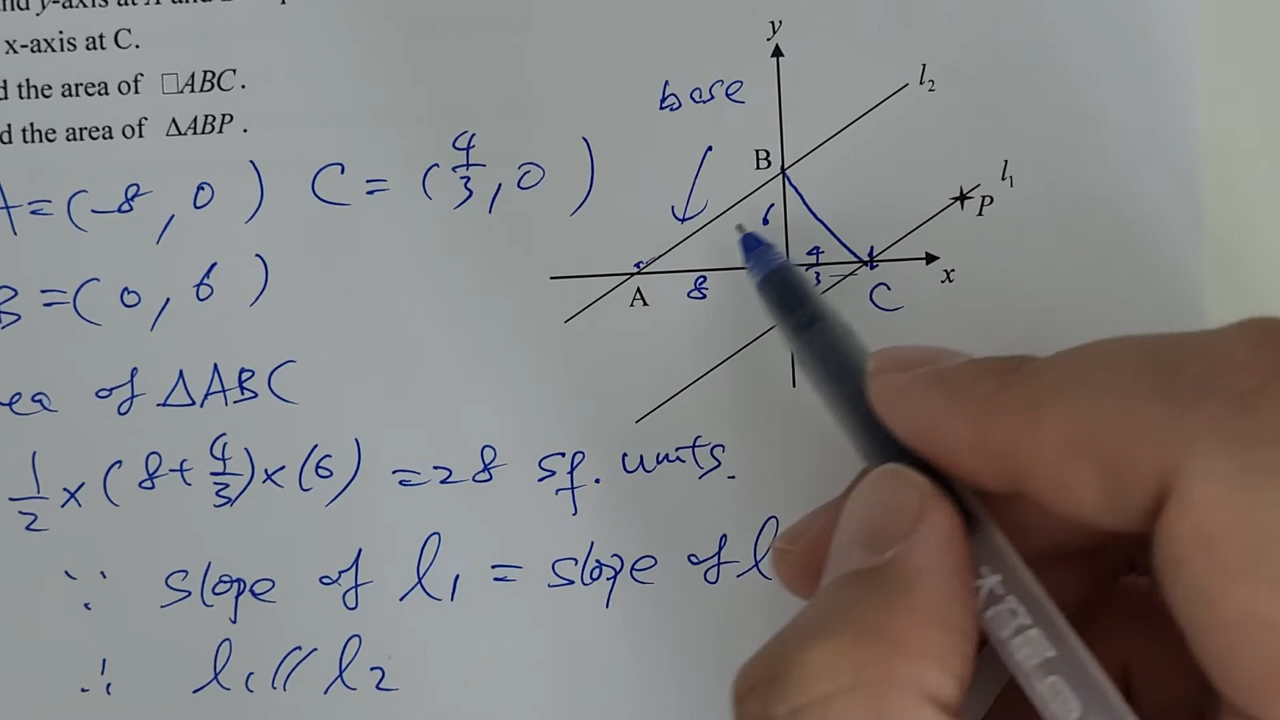 x-axis at C.
the area of □ABC.
the area of ΔABP.
A=(-8, 0) C=(4/3, 0)
B=(0, 6)
of ΔABC
1/2 × (8+4/3)×(6) =28 sq. units.
∵ slope of l₁ = slope of l
∴ l₁ // l₂
base
y
l₂
B
l₁
P
6
4/3
x
A
8
C